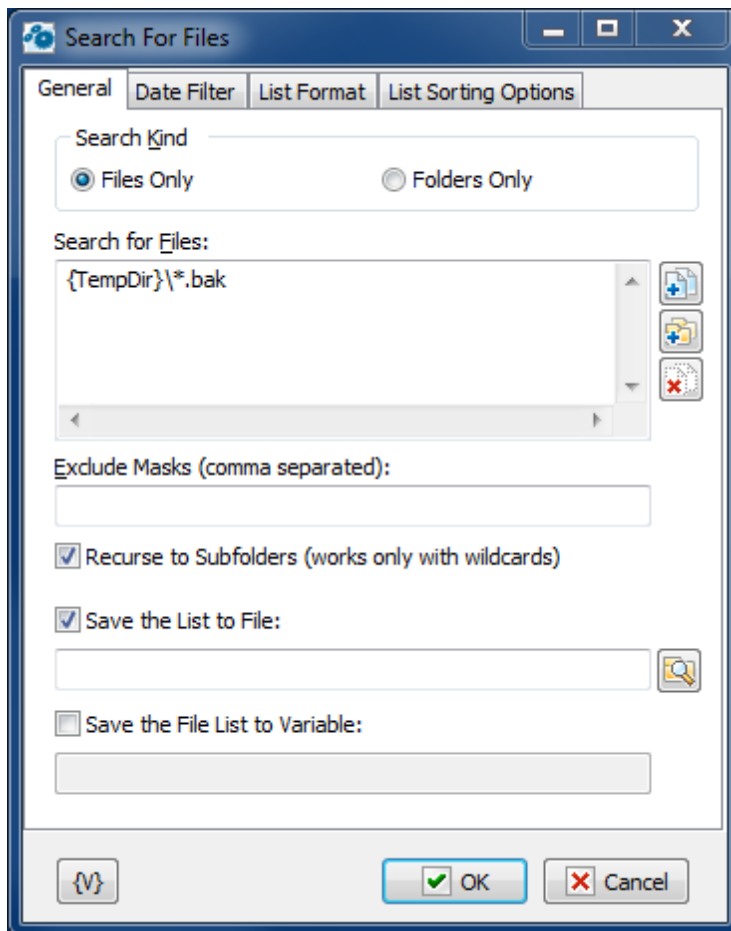 Search For Files
General Date Filter List Format List Sorting Options
Search Kind
Files Only Folders Only
Search for Files:
{TempDir}\*.bak
Exclude Masks (comma separated):
Recurse to Subfolders (works only with wildcards)
Save the List to File:
Save the File List to Variable:
{V} OK Cancel